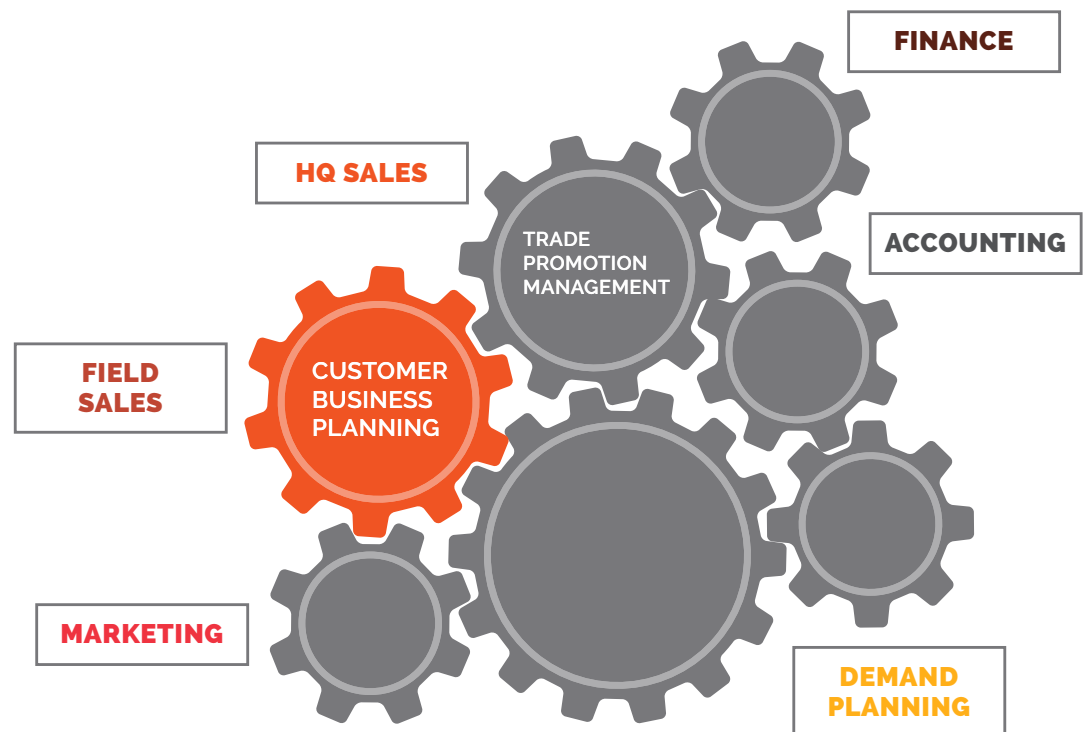 FINANCE
HQ SALES
TRADE
PROMOTION
MANAGEMENT
ACCOUNTING
FIELD
SALES
CUSTOMER
BUSINESS
PLANNING
MARKETING
DEMAND
PLANNING